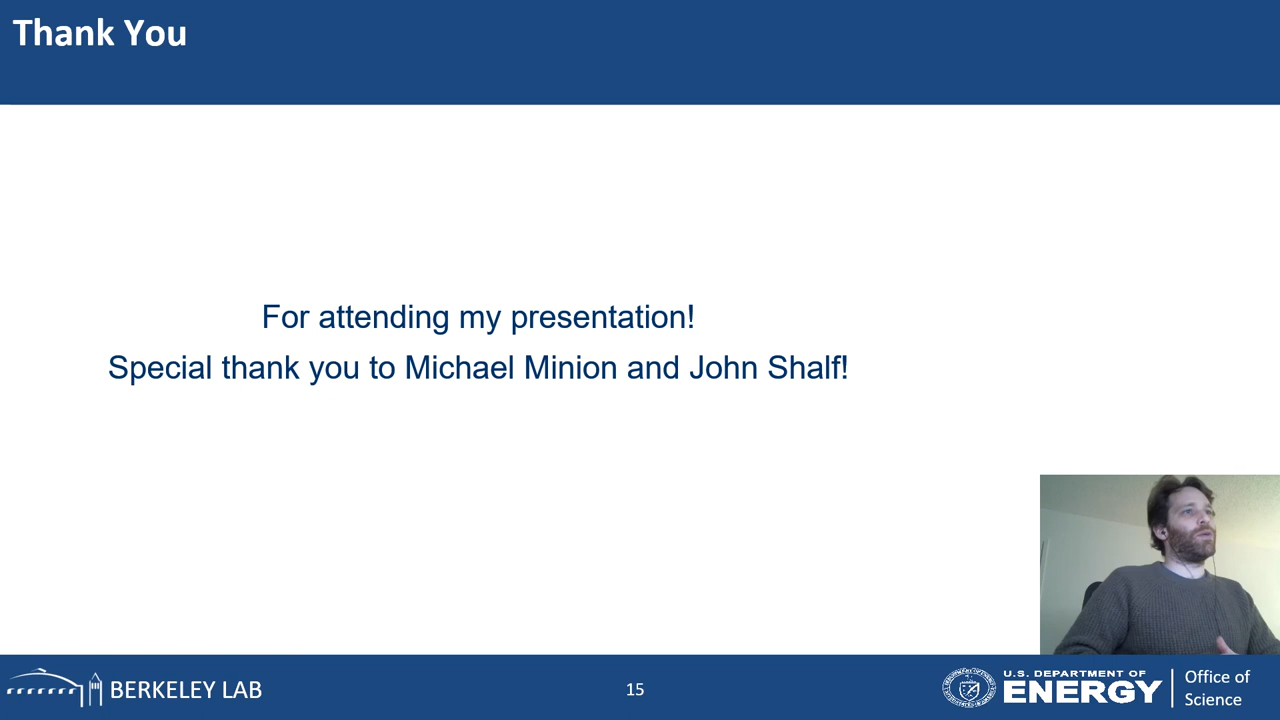 Thank You
For attending my presentation!
Special thank you to Michael Minion and John Shalf!
BERKELEY LAB
15
U.S. DEPARTMENT OF
ENERGY
Office of
Science